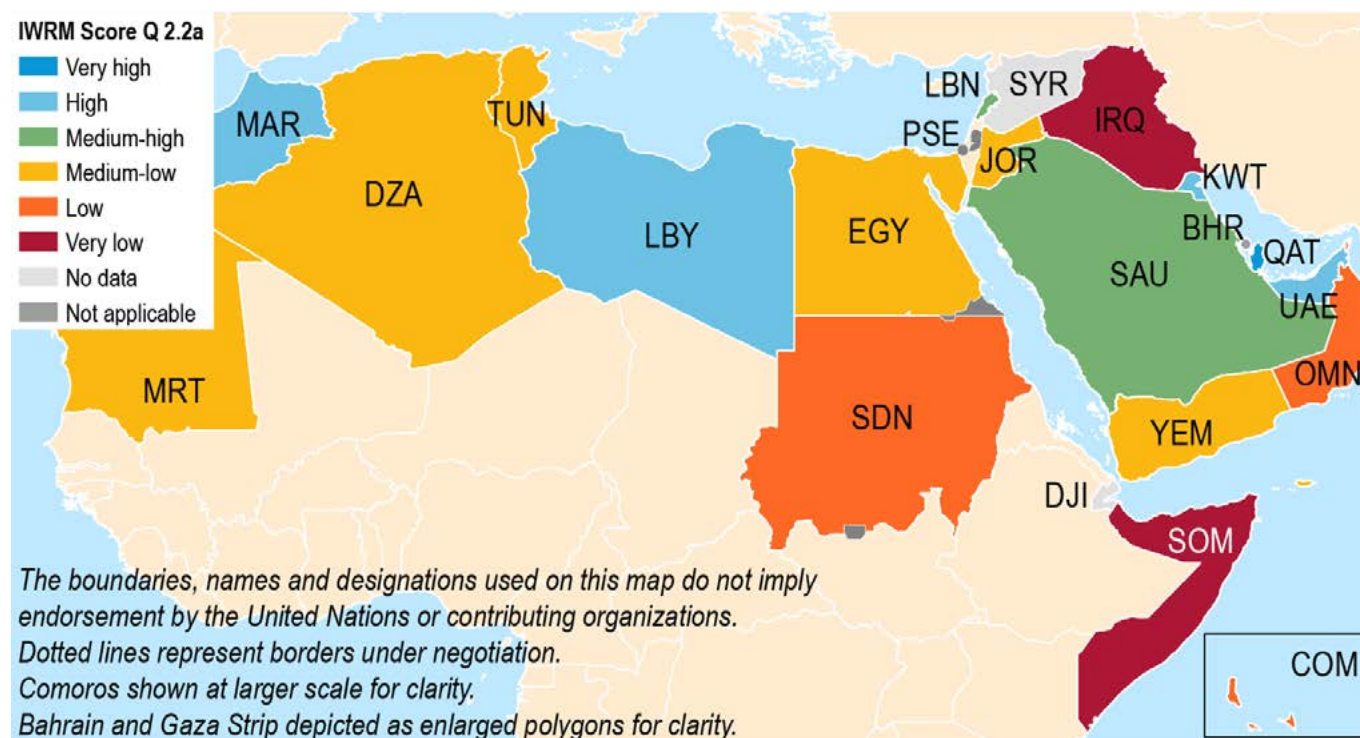 IWRM Score Q 2.2a
Very high
High
Medium-high
Medium-low
Low
Very low
No data
Not applicable
MAR
DZA
TUN
LBY
EGY
LBN
SYR
PSE
JOR
IRQ
KWT
BHR
QAT
SAU
UAE
OMN
MRT
SDN
YEM
DJI
SOM
COM
The boundaries, names and designations used on this map do not imply
endorsement by the United Nations or contributing organizations.
Dotted lines represent borders under negotiation.
Comoros shown at larger scale for clarity.
Bahrain and Gaza Strip depicted as enlarged polygons for clarity.